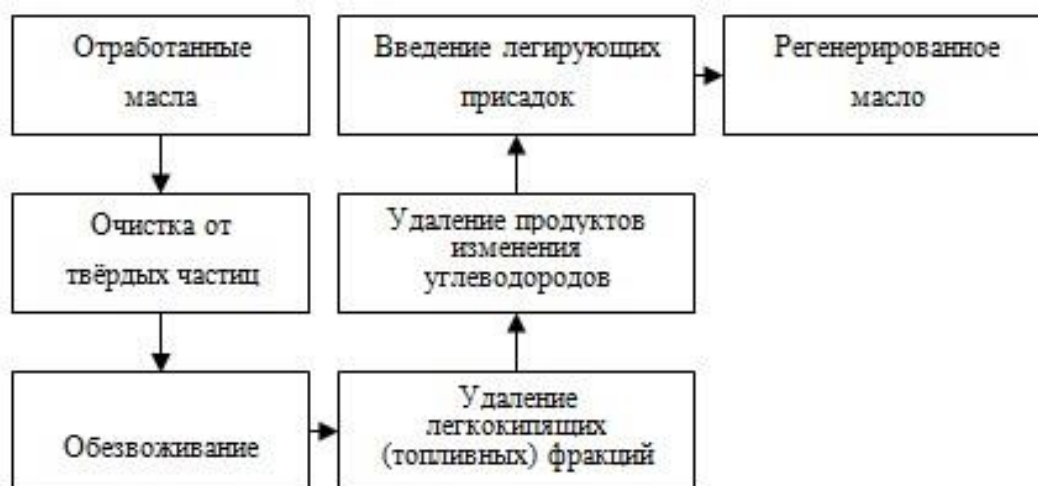 Отработанные
масла
Очистка от
твёрдых частиц
Обезвоживание
Удаление
легкокипящих
(топливных) фракций
Удаление продуктов
изменения
углеводородов
Введение легирующих
присадок
Регенерированное
масло